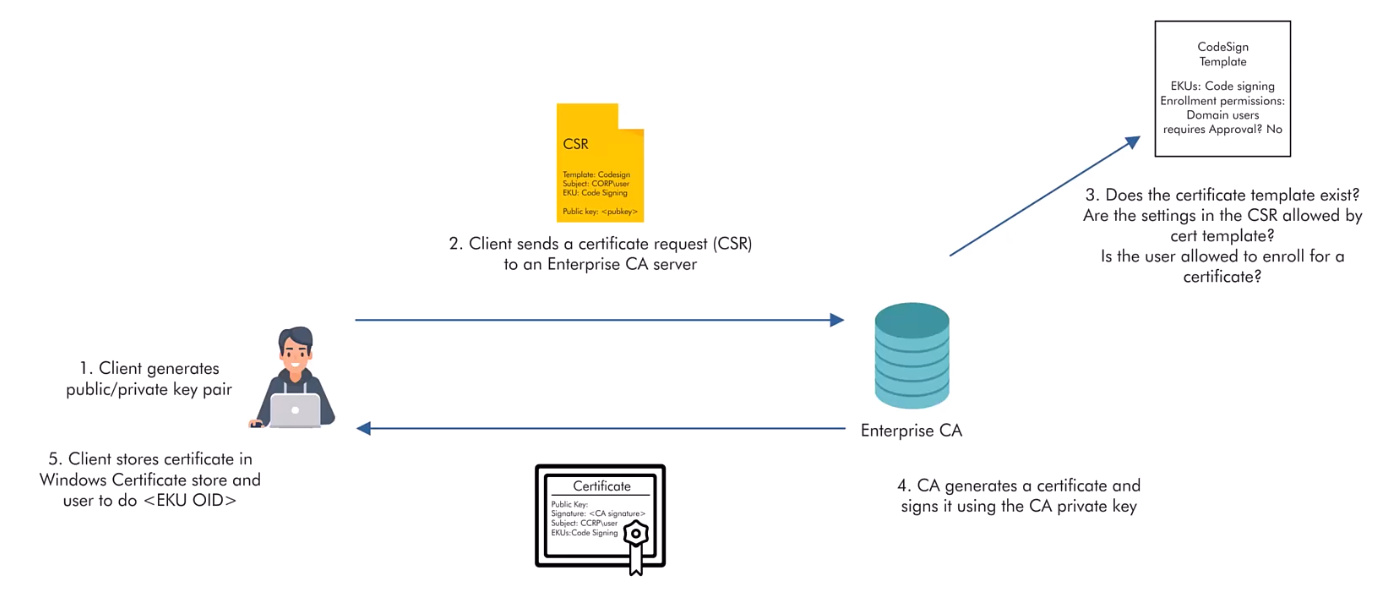 CodeSign
Template
EKUs: Code signing
Enrollment permissions:
Domain users
requires Approval? No
CSR
Template: Codesign
Subject: CORP\user
EKU: Code Signing
Public key: <pubkey>
2. Client sends a certificate request (CSR)
to an Enterprise CA server
3. Does the certificate template exist?
Are the settings in the CSR allowed by
cert template?
Is the user allowed to enroll for a
certificate?
1. Client generates
public/private key pair
Enterprise CA
5. Client stores certificate in
Windows Certificate store and
user to do <EKU OID>
4. CA generates a certificate and
signs it using the CA private key
Certificate
Public Key:
Signature: <CA signature>
Subject: CCRP\user
EKUs:Code Signing